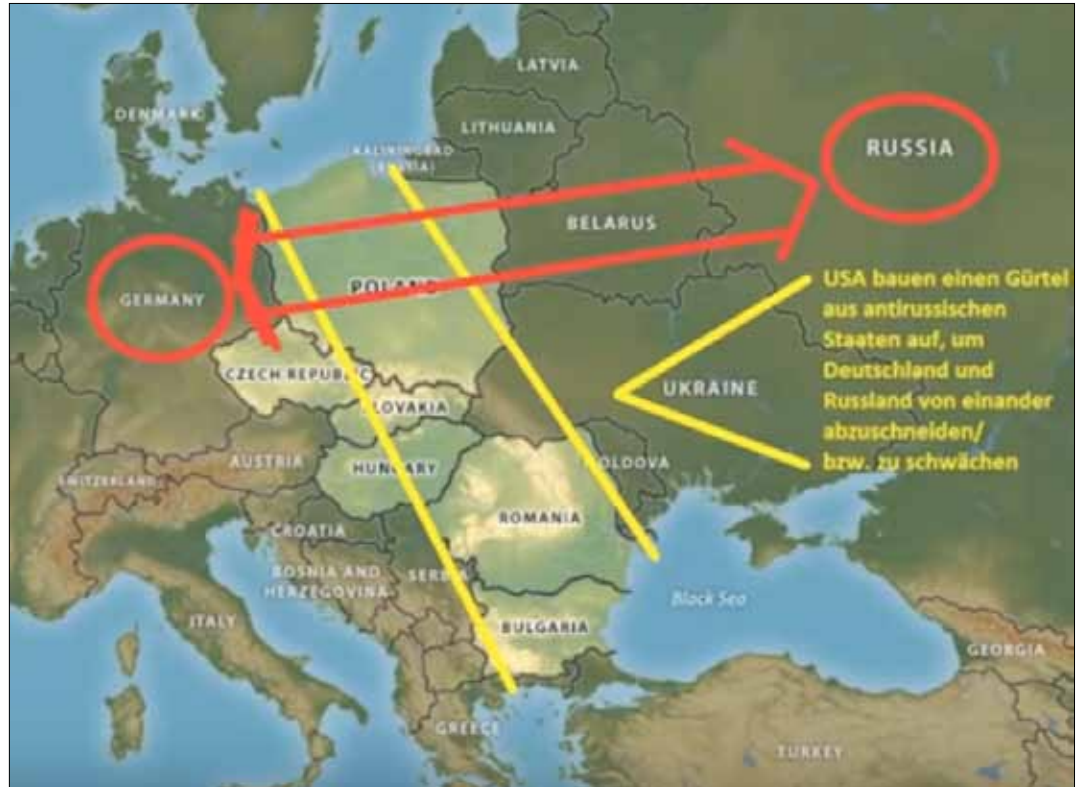 LATVIA
DENMARK
LITHUANIA
KALININGRAD
(RUSSIA)
RUSSIA
BELARUS
GERMANY
POLAND
USA bauen einen Gürtel
aus antirussischen
Staaten auf, um
Deutschland und
Russland von einander
abzuschneiden/
bzw. zu schwächen
CZECH REPUBLIC
UKRAINE
SLOVAKIA
AUSTRIA
HUNGARY
MOLDOVA
SWITZERLAND
ROMANIA
CROATIA
BOSNIA AND
HERZEGOVINA
SERBIA
Black Sea
ITALY
BULGARIA
GEORGIA
GREECE
TURKEY